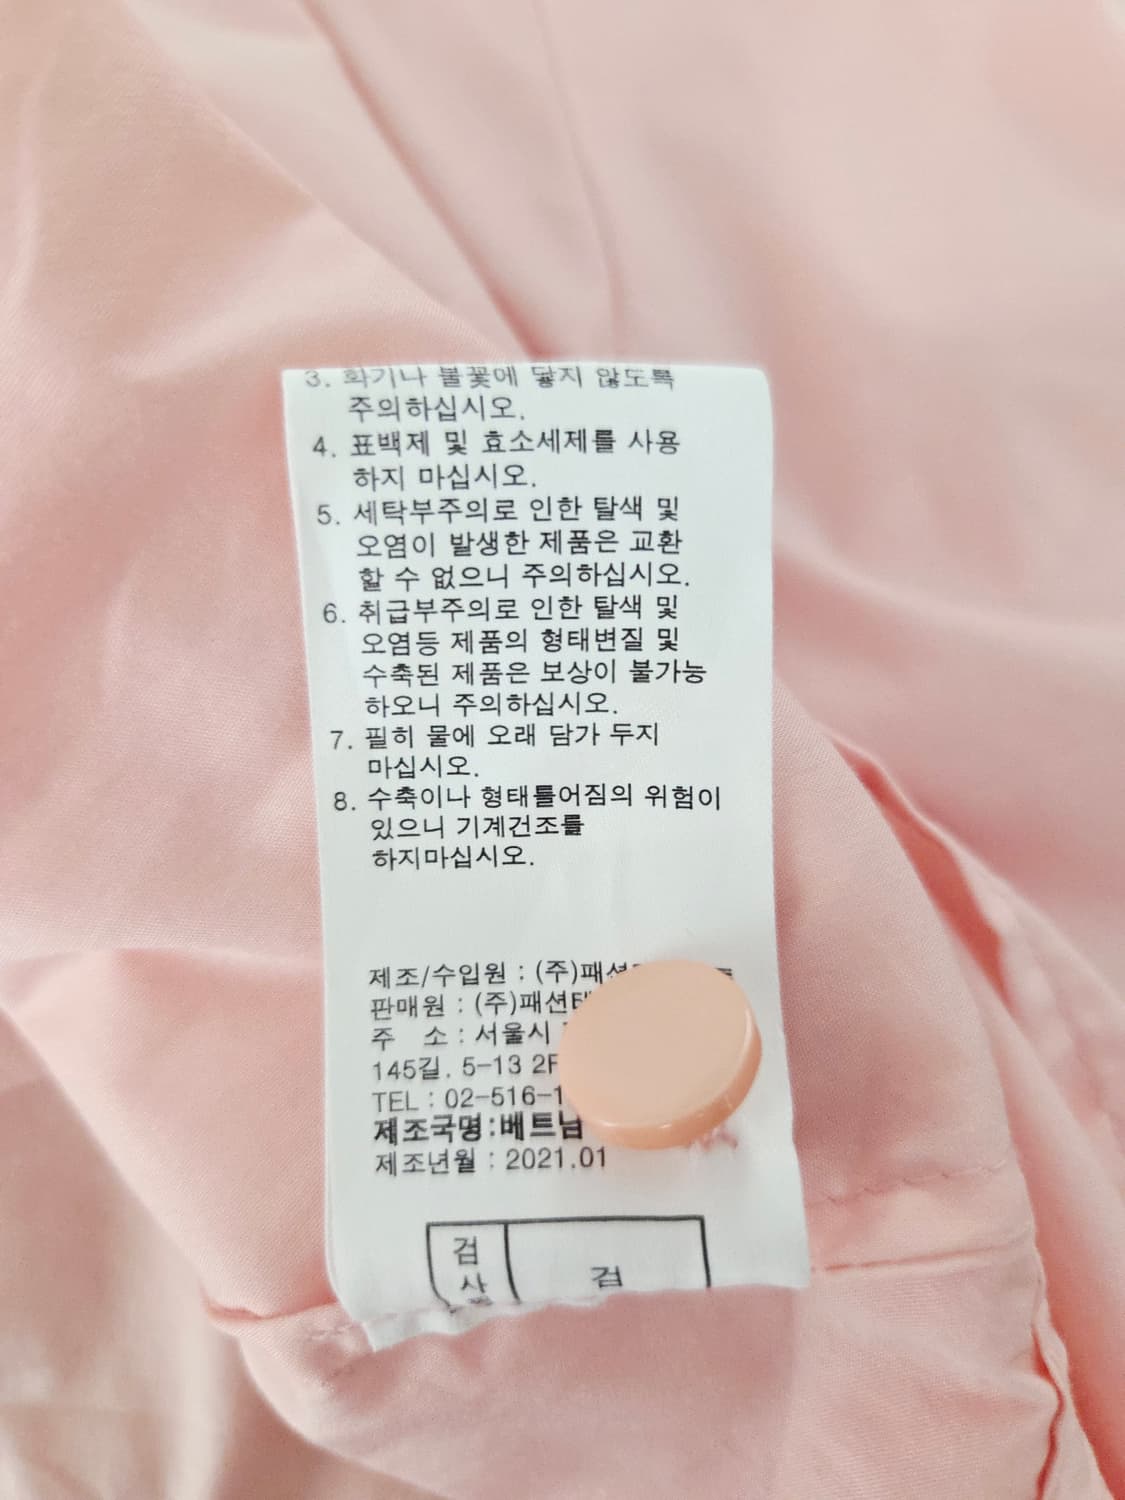 3. 화기나 불꽃에 닿지 않도록
주의하십시오.
4. 표백제 및 효소세제를 사용
하지 마십시오.
5. 세탁부주의로 인한 탈색 및
오염이 발생한 제품은 교환
할 수 없으니 주의하십시오.
6. 취급부주의로 인한 탈색 및
오염등 제품의 형태변질 및
수축된 제품은 보상이 불가능
하오니 주의하십시오.
7. 필히 물에 오래 담가 두지
마십시오.
8. 수축이나 형태틀어짐의 위험이
있으니 기계건조를
하지마십시오.
제조/수입원 : (주)패션
판매원 : (주)패션
주 소 : 서울시
145길. 5-13 2F
TEL : 02-516-1
제조국명:베트남
제조년월 : 2021.01
검
사
검